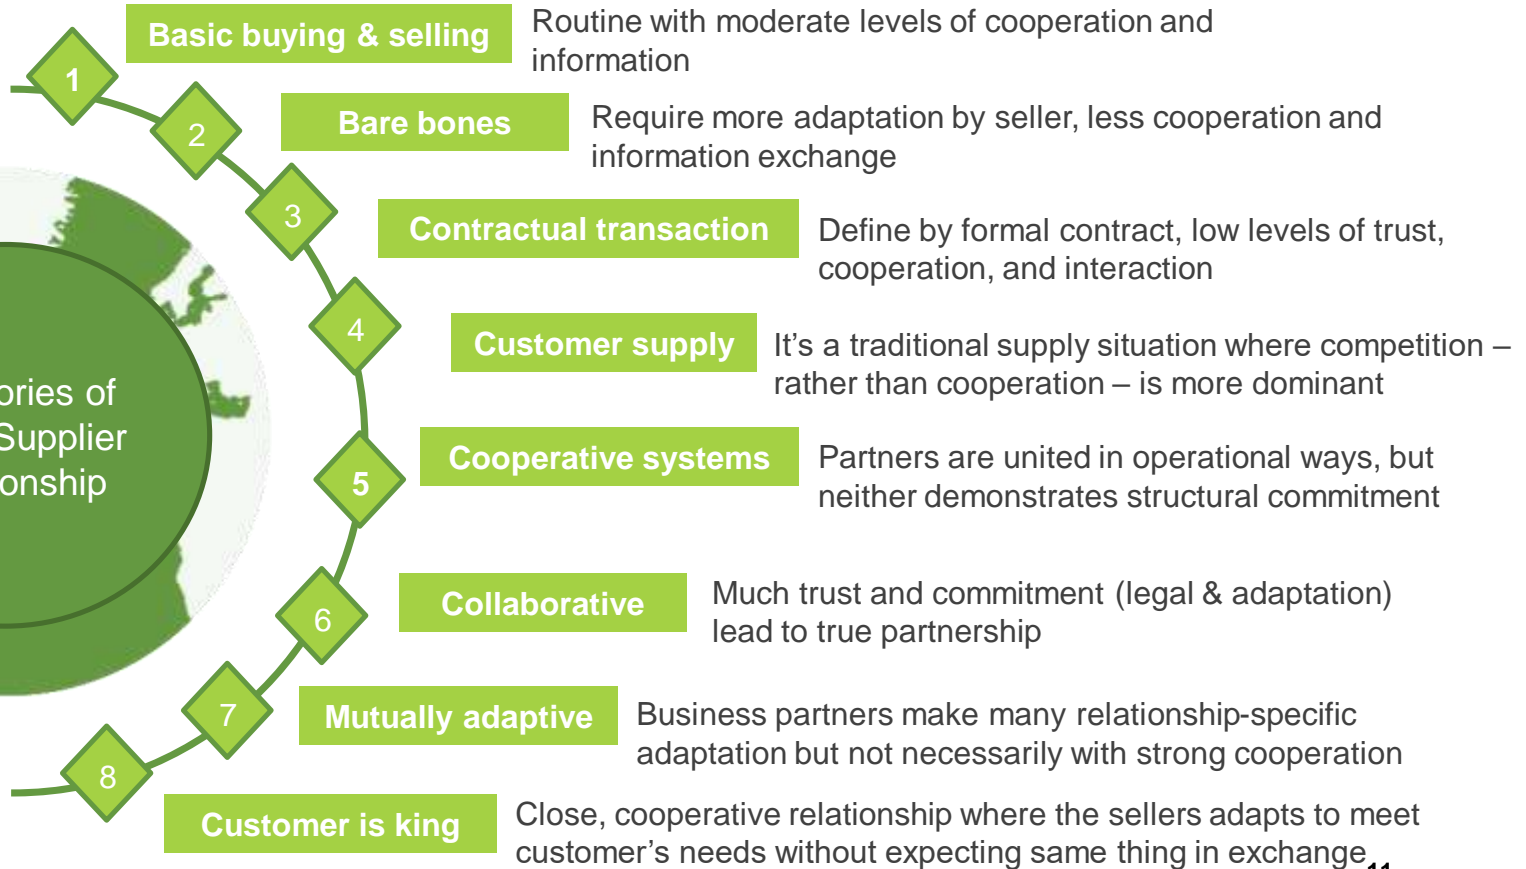 Basic buying & selling
Routine with moderate levels of cooperation and
information
1
2
Bare bones
Require more adaptation by seller, less cooperation and
information exchange
3
Contractual transaction
Define by formal contract, low levels of trust,
cooperation, and interaction
4
Customer supply
It's a traditional supply situation where competition –
rather than cooperation – is more dominant
ories of
Supplier
onship
5
Cooperative systems
Partners are united in operational ways, but
neither demonstrates structural commitment
6
Collaborative
Much trust and commitment (legal & adaptation)
lead to true partnership
7
Mutually adaptive
Business partners make many relationship-specific
adaptation but not necessarily with strong cooperation
8
Customer is king
Close, cooperative relationship where the sellers adapts to meet
customer's needs without expecting same thing in exchange